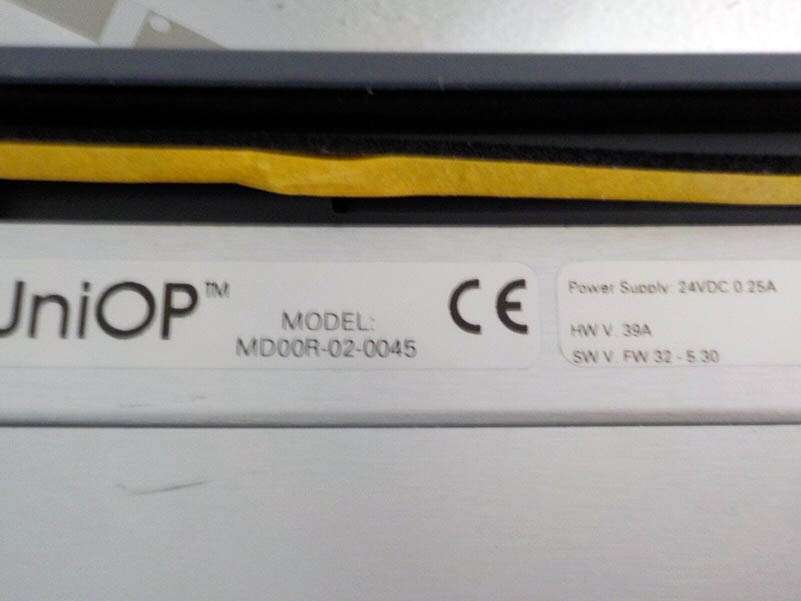 UniOP™
MODEL:
MD00R-02-0045
CE
Power Supply: 24VDC 0.25A
HW V. 39A
SW V. FW 32 - 5.30